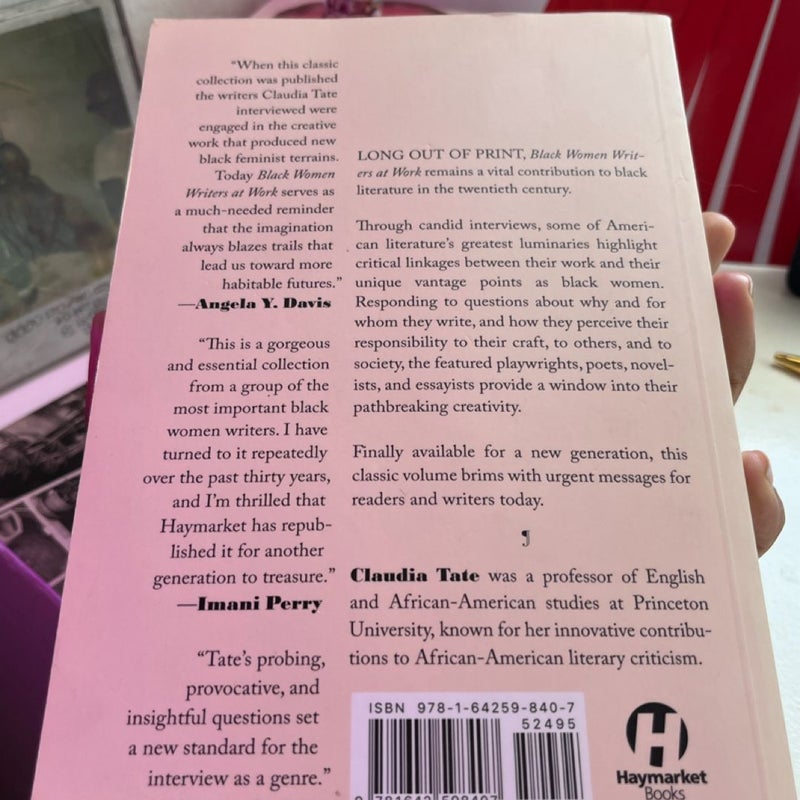 “When this classic
collection was published
the writers Claudia Tate
interviewed were
engaged in the creative
work that produced new
black feminist terrains.
Today Black Women
Writers at Work serves as
a much-needed reminder
that the imagination
always blazes trails that
lead us toward more
habitable futures.”
—Angela Y. Davis
“This is a gorgeous
and essential collection
from a group of the
most important black
women writers. I have
turned to it repeatedly
over the past thirty years,
and I’m thrilled that
Haymarket has repub-
lished it for another
generation to treasure.”
—Imani Perry
“Tate’s probing,
provocative, and
insightful questions set
a new standard for the
interview as a genre.”
LONG OUT OF PRINT, Black Women Writ-
ers at Work remains a vital contribution to black
literature in the twentieth century.
Through candid interviews, some of Ameri-
can literature’s greatest luminaries highlight
critical linkages between their work and their
unique vantage points as black women.
Responding to questions about why and for
whom they write, and how they perceive their
responsibility to their craft, to others, and to
society, the featured playwrights, poets, novel-
ists, and essayists provide a window into their
pathbreaking creativity.
Finally available for a new generation, this
classic volume brims with urgent messages for
readers and writers today.
¶
Claudia Tate was a professor of English
and African-American studies at Princeton
University, known for her innovative contribu-
tions to African-American literary criticism.
ISBN 978-1-64259-840-7
52495
9 781642 598407
H
Haymarket
Books